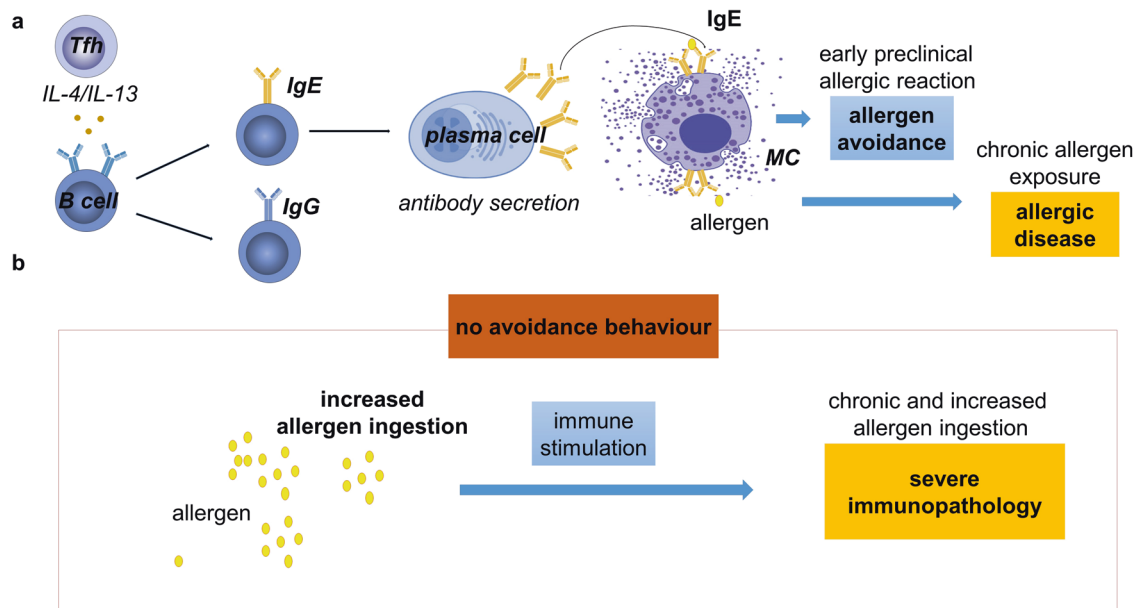 a
Tfh
IL-4/IL-13
B cell
IgE
IgG
plasma cell
antibody secretion
IgE
MC
allergen
early preclinical
allergic reaction
allergen
avoidance
chronic allergen
exposure
allergic
disease
b
no avoidance behaviour
increased
allergen ingestion
allergen
immune
stimulation
chronic and increased
allergen ingestion
severe
immunopathology